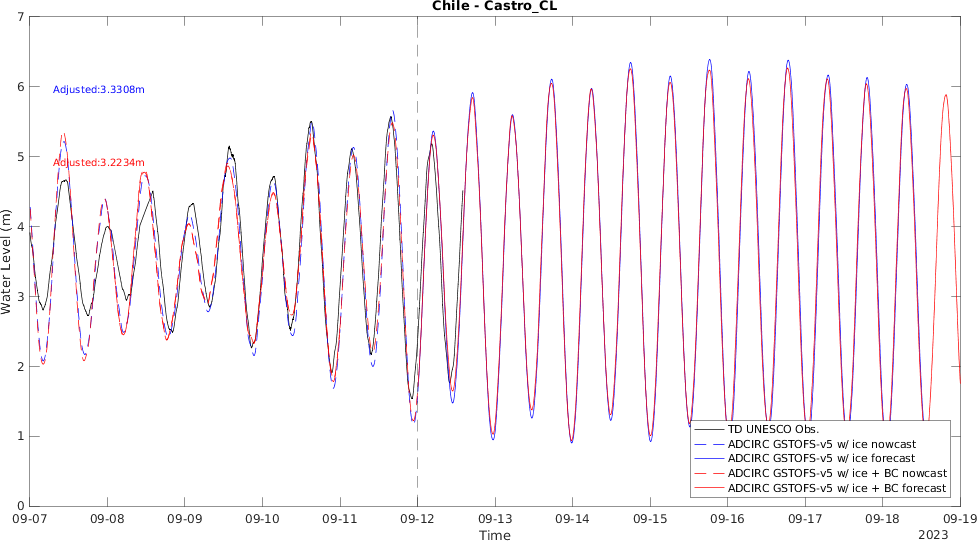 Chile - Castro_CL
7
6
5
4
3
2
1
0
Water Level (m)
Adjusted:3.3308m
Adjusted:3.2234m
TD UNESCO Obs.
ADCIRC GSTOFS-v5 w/ ice nowcast
ADCIRC GSTOFS-v5 w/ ice forecast
ADCIRC GSTOFS-v5 w/ ice + BC nowcast
ADCIRC GSTOFS-v5 w/ ice + BC forecast
09-07 09-08 09-09 09-10 09-11 09-12 09-13 09-14 09-15 09-16 09-17 09-18 09-19
Time
2023